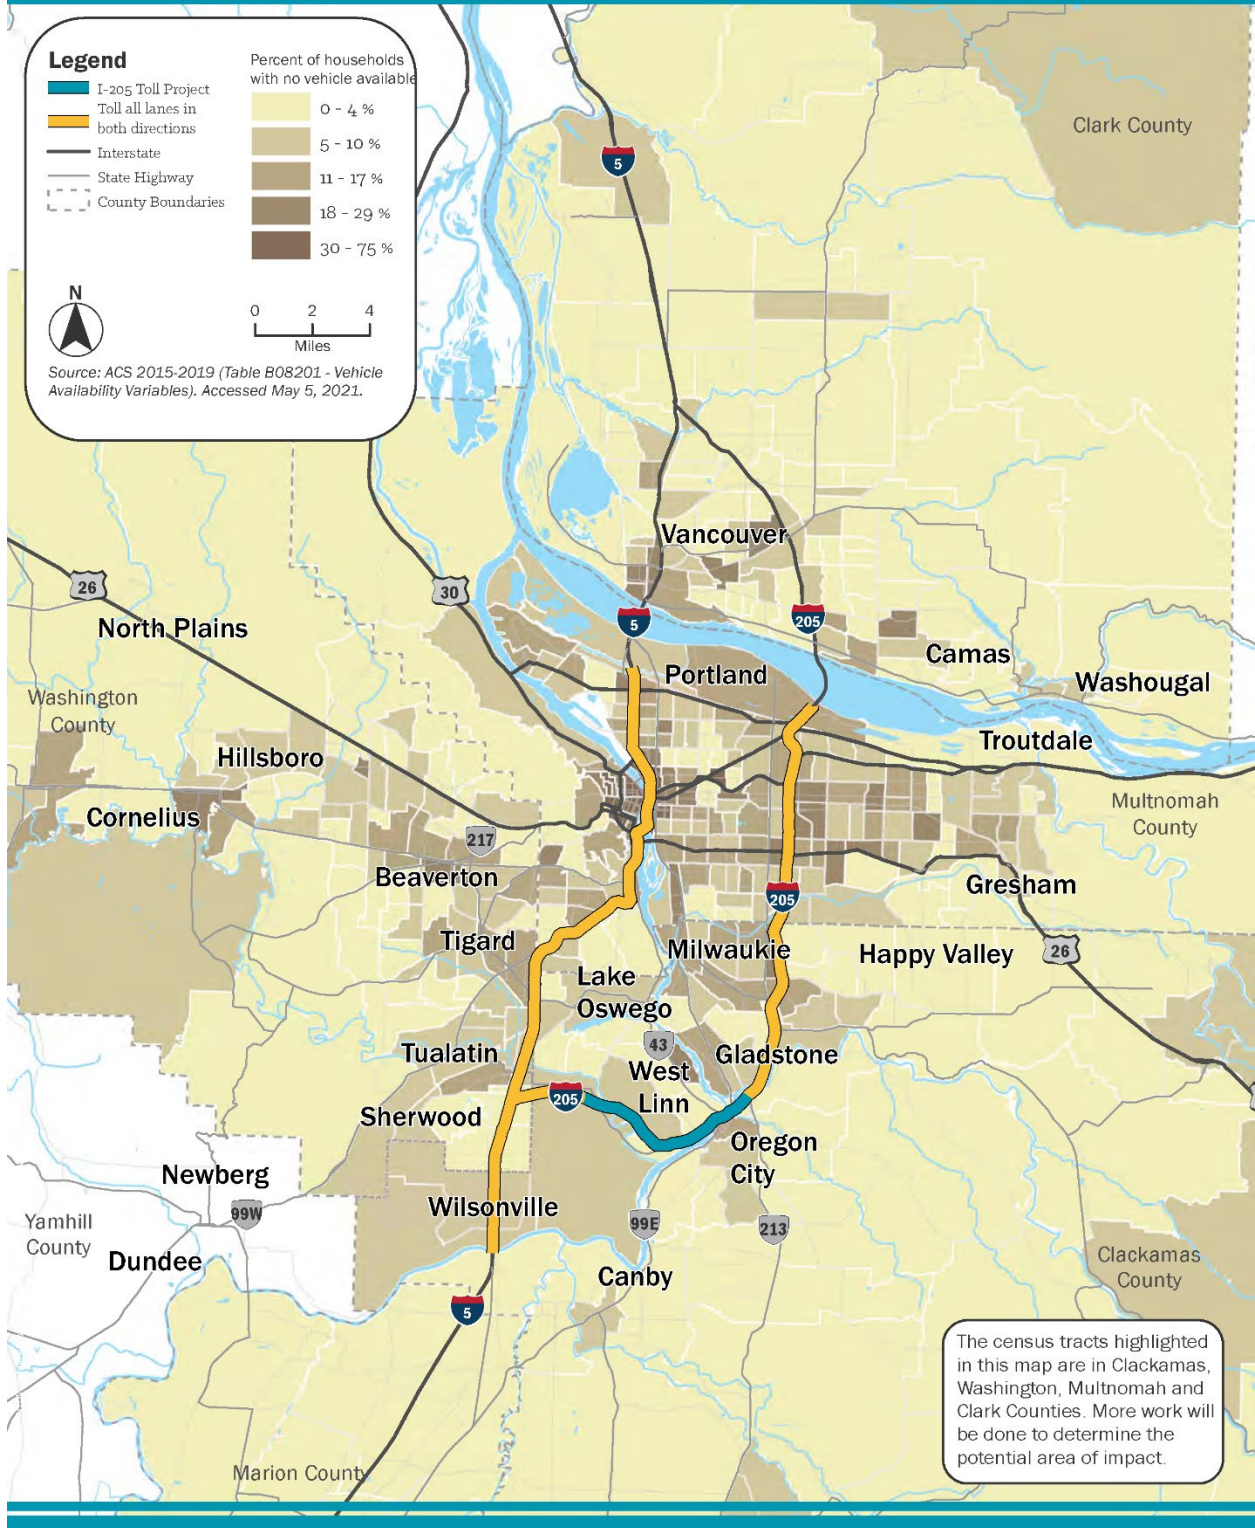 Legend
I-205 Toll Project
Toll all lanes in
both directions
Interstate
State Highway
County Boundaries
Percent of households
with no vehicle available
0 - 4 %
5 - 10 %
11 - 17 %
18 - 29 %
30 - 75 %
N
0 2 4
Miles
Source: ACS 2015-2019 (Table B08201 - Vehicle
Availability Variables). Accessed May 5, 2021.
Clark County
5
Vancouver
26
30
North Plains
5
205
Camas
Portland
Washougal
Washington
County
Troutdale
Hillsboro
Multnomah
County
Cornelius
217
Beaverton
Gresham
205
Tigard
Milwaukie
Happy Valley
26
Lake
Oswego
43
Tualatin
Gladstone
West
Linn
205
Sherwood
Oregon
City
Newberg
Wilsonville
99W
99E
213
Yamhill
County
Dundee
Clackamas
County
Canby
5
The census tracts highlighted
in this map are in Clackamas,
Washington, Multnomah and
Clark Counties. More work will
be done to determine the
potential area of impact.
Marion County